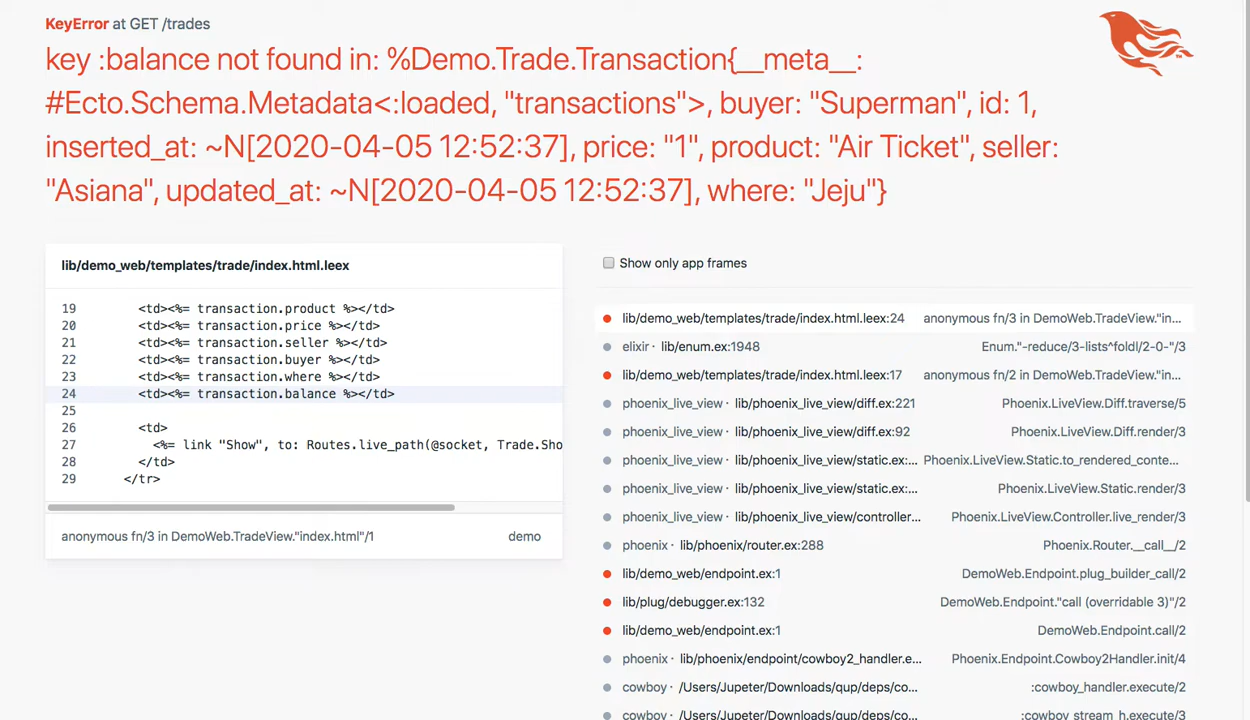 KeyError at GET /trades
key :balance not found in: %Demo.Trade.Transaction{__meta__:
#Ecto.Schema.Metadata<:loaded, "transactions">, buyer: "Superman", id: 1,
inserted_at: ~N[2020-04-05 12:52:37], price: "1", product: "Air Ticket", seller:
"Asiana", updated_at: ~N[2020-04-05 12:52:37], where: "Jeju"}
lib/demo_web/templates/trade/index.html.leex
19 <td><%= transaction.product %></td>
20 <td><%= transaction.price %></td>
21 <td><%= transaction.seller %></td>
22 <td><%= transaction.buyer %></td>
23 <td><%= transaction.where %></td>
24 <td><%= transaction.balance %></td>
25
26 <td>
27 <%= link "Show", to: Routes.live_path(@socket, Trade.Sho
28 </td>
29 </tr>
anonymous fn/3 in DemoWeb.TradeView."index.html"/1 demo
Show only app frames
lib/demo_web/templates/trade/index.html.leex:24 anonymous fn/3 in DemoWeb.TradeView."in...
elixir · lib/enum.ex:1948 Enum."-reduce/3-lists^foldl/2-0-"/3
lib/demo_web/templates/trade/index.html.leex:17 anonymous fn/2 in DemoWeb.TradeView."in...
phoenix_live_view · lib/phoenix_live_view/diff.ex:221 Phoenix.LiveView.Diff.traverse/5
phoenix_live_view · lib/phoenix_live_view/diff.ex:92 Phoenix.LiveView.Diff.render/3
phoenix_live_view · lib/phoenix_live_view/static.ex:... Phoenix.LiveView.Static.to_rendered_conte...
phoenix_live_view · lib/phoenix_live_view/static.ex:... Phoenix.LiveView.Static.render/3
phoenix_live_view · lib/phoenix_live_view/controller... Phoenix.LiveView.Controller.live_render/3
phoenix · lib/phoenix/router.ex:288 Phoenix.Router.__call__/2
lib/demo_web/endpoint.ex:1 DemoWeb.Endpoint.plug_builder_call/2
lib/plug/debugger.ex:132 DemoWeb.Endpoint."call (overridable 3)"/2
lib/demo_web/endpoint.ex:1 DemoWeb.Endpoint.call/2
phoenix · lib/phoenix/endpoint/cowboy2_handler.e... Phoenix.Endpoint.Cowboy2Handler.init/4
cowboy · /Users/Jupeter/Downloads/qup/deps/co... :cowboy_handler.execute/2
cowboy · /Users/Jupeter/Downloads/qup/deps/co... :cowboy_stream_h.execute/3